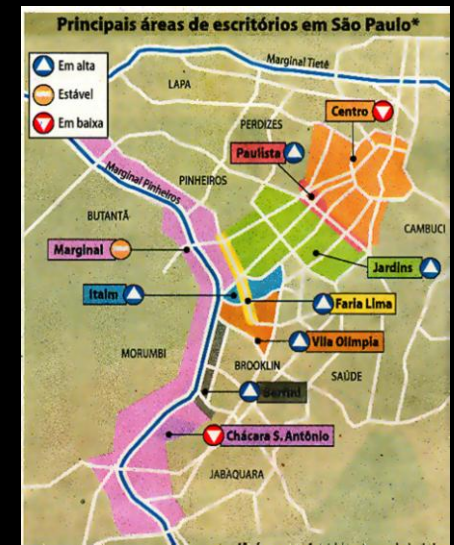 Principais áreas de escritórios em São Paulo*
Em alta
Estável
Em baixa
Marginal Tietê
LAPA
Centro
PERDIZES
Paulista
Marginal Pinheiros
PINHEIROS
BUTANTÃ
CAMBUCI
Marginal
Jardins
Itaim
Faria Lima
Vila Olímpia
MORUMBI
BROOKLIN
SAÚDE
Berrini
Chácara S. Antônio
JABAQUARA